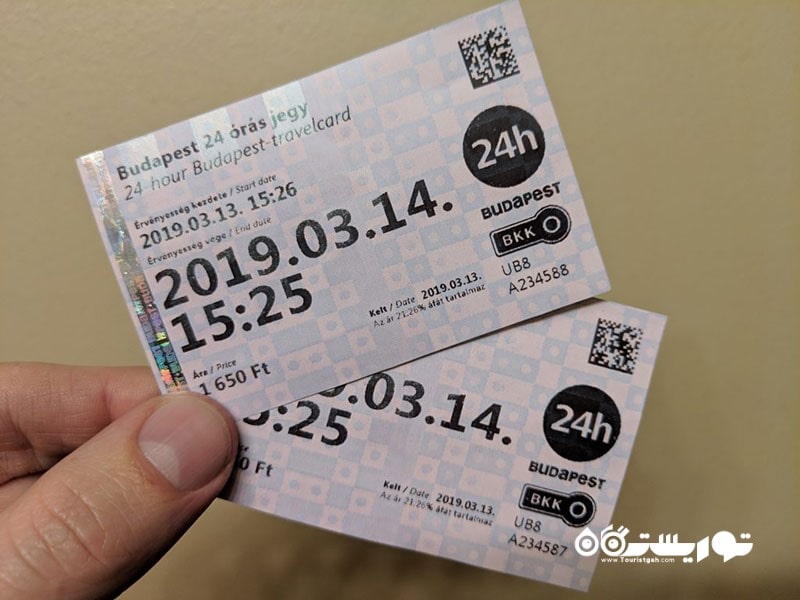 Budapest 24 órás jegy
24-hour Budapest-travelcard
Érvényesség kezdete / Start date
2019.03.13. 15:26
Érvényesség vége / End date
2019.03.14.
15:25
Kelt / Date 2019.03.13.
Az ár 21.26% áfát tartalmaz
Ára / Price
1 650 Ft
24h
BUDAPEST
BKK
UB8
A234588
.03.14.
:25
0 Ft
Kelt / Date 2019.03.13.
Az ár 21.26% áfát tartalmaz
24h
BUDAPEST
BKK
UB8
A234587
توریستگاه
www.Touristgah.com